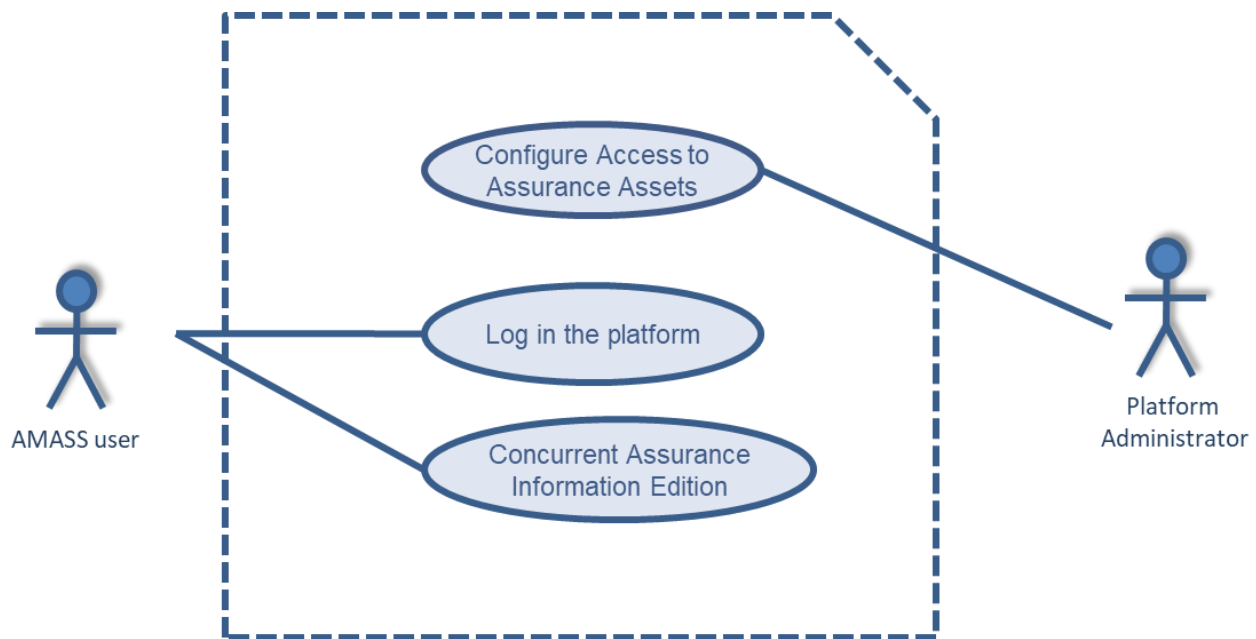 Configure Access to
Assurance Assets
Log in the platform
AMASS user
Concurrent Assurance
Information Edition
Platform
Administrator